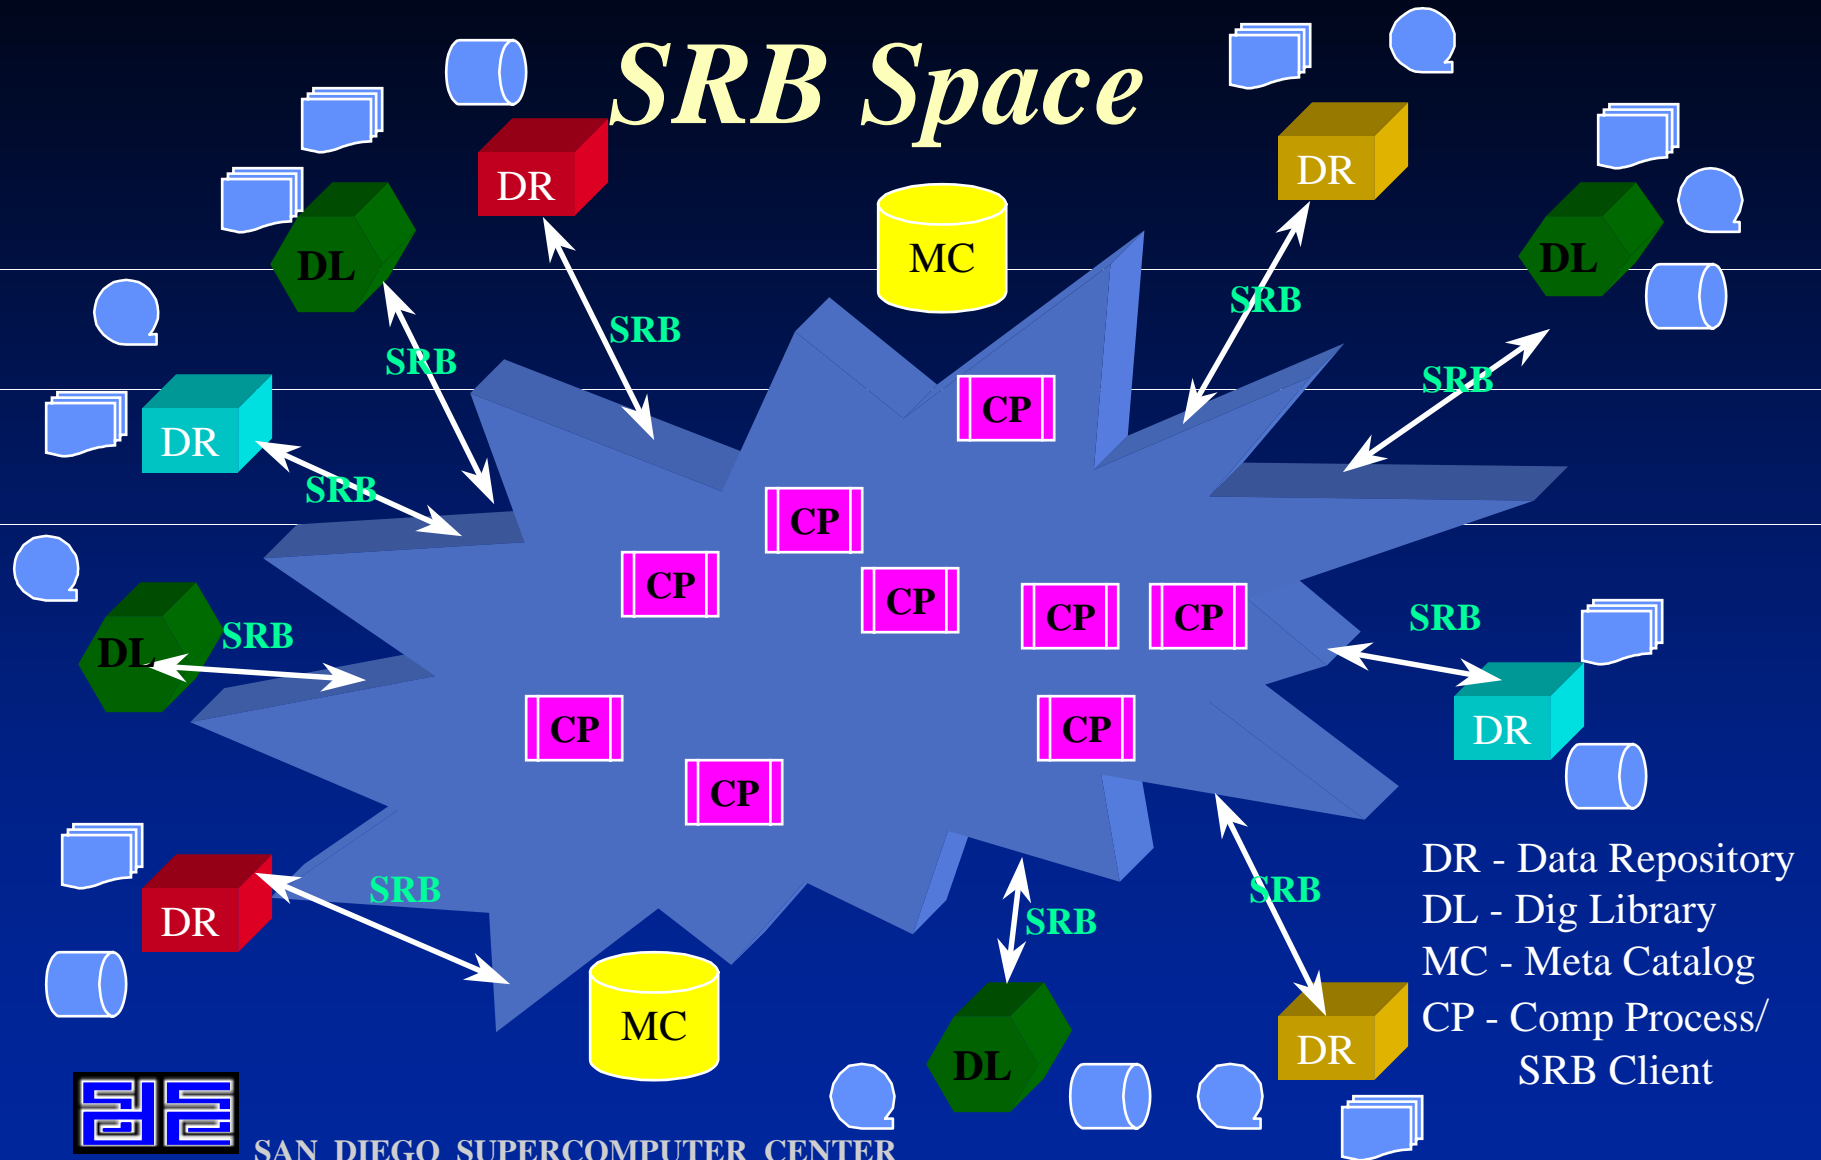 SRB Space
DR
DR
MC
DL
DL
SRB
SRB
SRB
SRB
CP
DR
SRB
CP
CP
CP
CP
CP
SRB
SRB
DL
CP
CP
DR
CP
DR - Data Repository
SRB
SRB
DL - Dig Library
DR
SRB
MC - Meta Catalog
CP - Comp Process/
SRB Client
MC
DR
DL
SAN DIEGO SUPERCOMPUTER CENTER